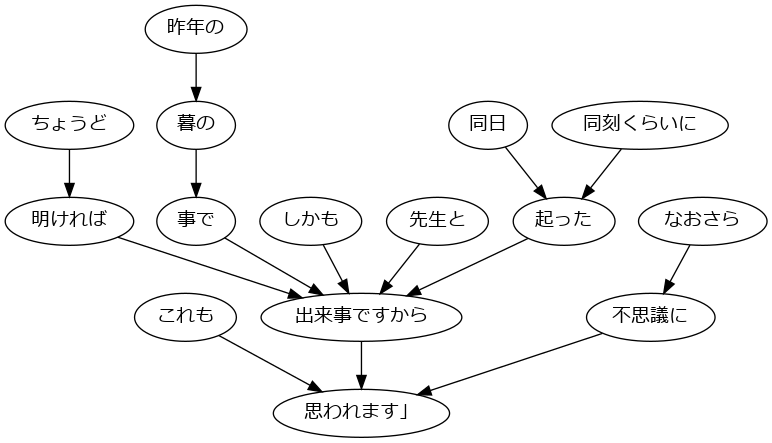 昨年の
ちょうど
暮の
同日
同刻くらいに
明ければ
事で
しかも
先生と
起った
なおさら
これも
出来事ですから
不思議に
思われます」